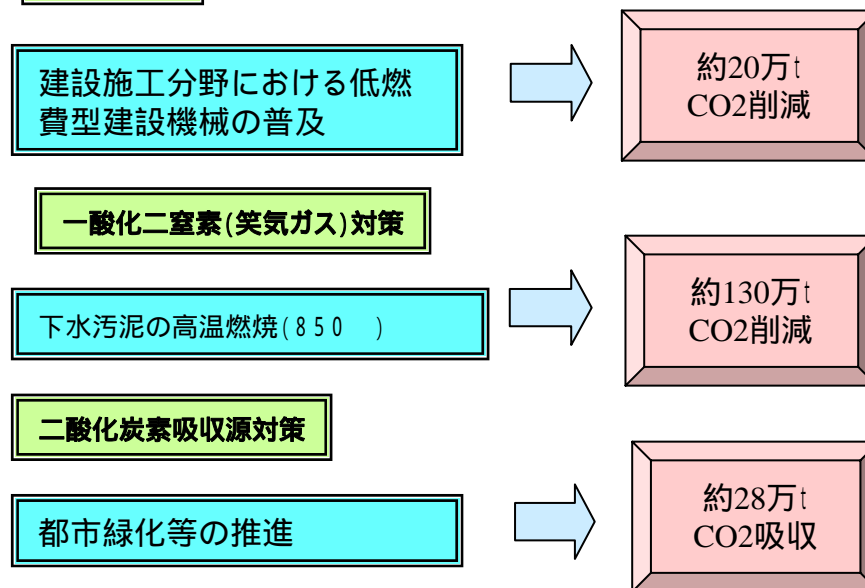 建設施工分野における低燃
費型建設機械の普及
約20万t
CO2削減
一酸化二窒素(笑気ガス)対策
下水汚泥の高温燃焼(850　)
約130万t
CO2削減
二酸化炭素吸収源対策
都市緑化等の推進
約28万t
CO2吸収